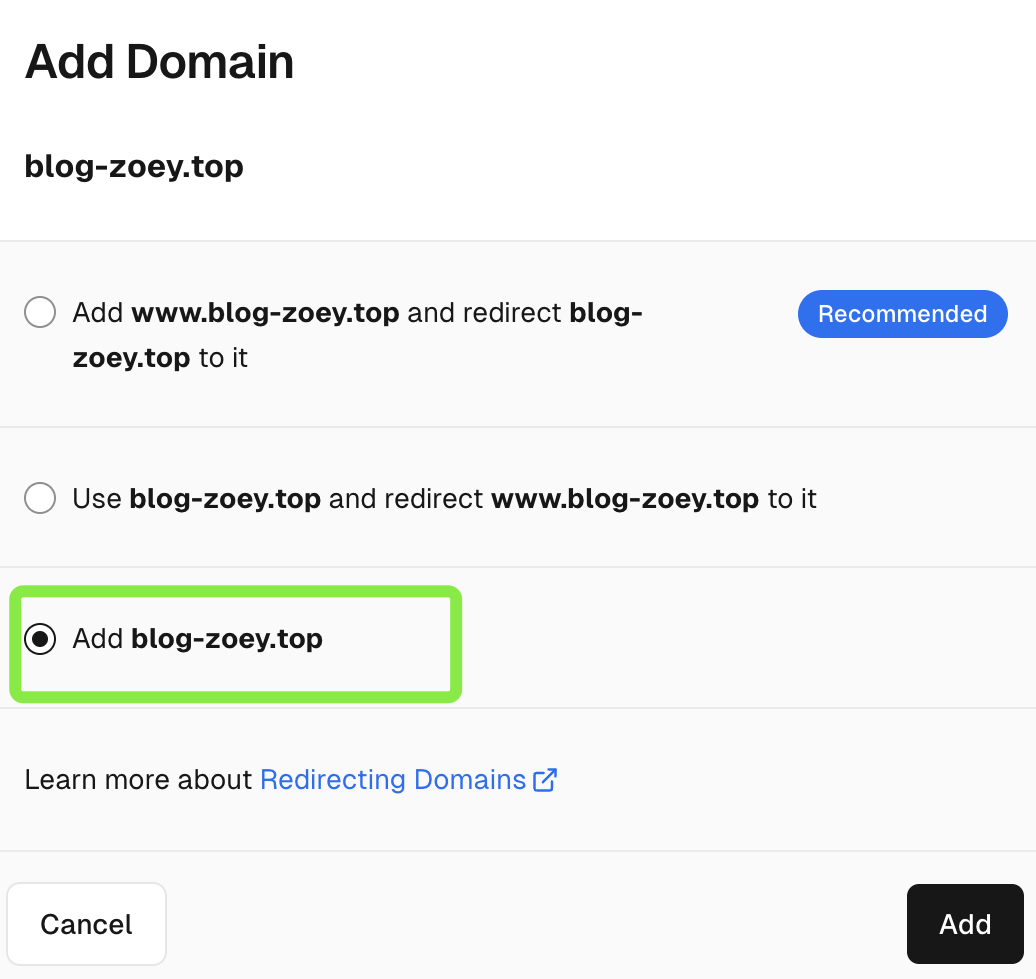 Add Domain
blog-zoey.top
Add www.blog-zoey.top and redirect blog-
zoey.top to it
Recommended
Use blog-zoey.top and redirect www.blog-zoey.top to it
Add blog-zoey.top
Learn more about Redirecting Domains
Cancel
Add